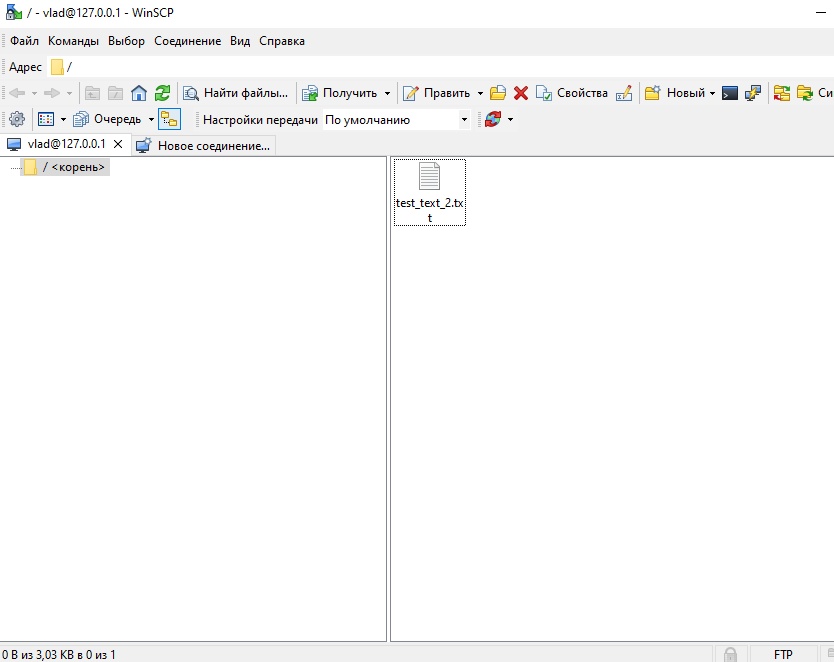 / - vlad@127.0.0.1 - WinSCP
Файл Команды Выбор Соединение Вид Справка
Адрес /
Найти файлы... Получить Править Свойства Новый Си
Очередь Настройки передачи По умолчанию
vlad@127.0.0.1 Новое соединение...
/ <корень>
test_text_2.tx
t
0 B из 3,03 KB в 0 из 1 FTP